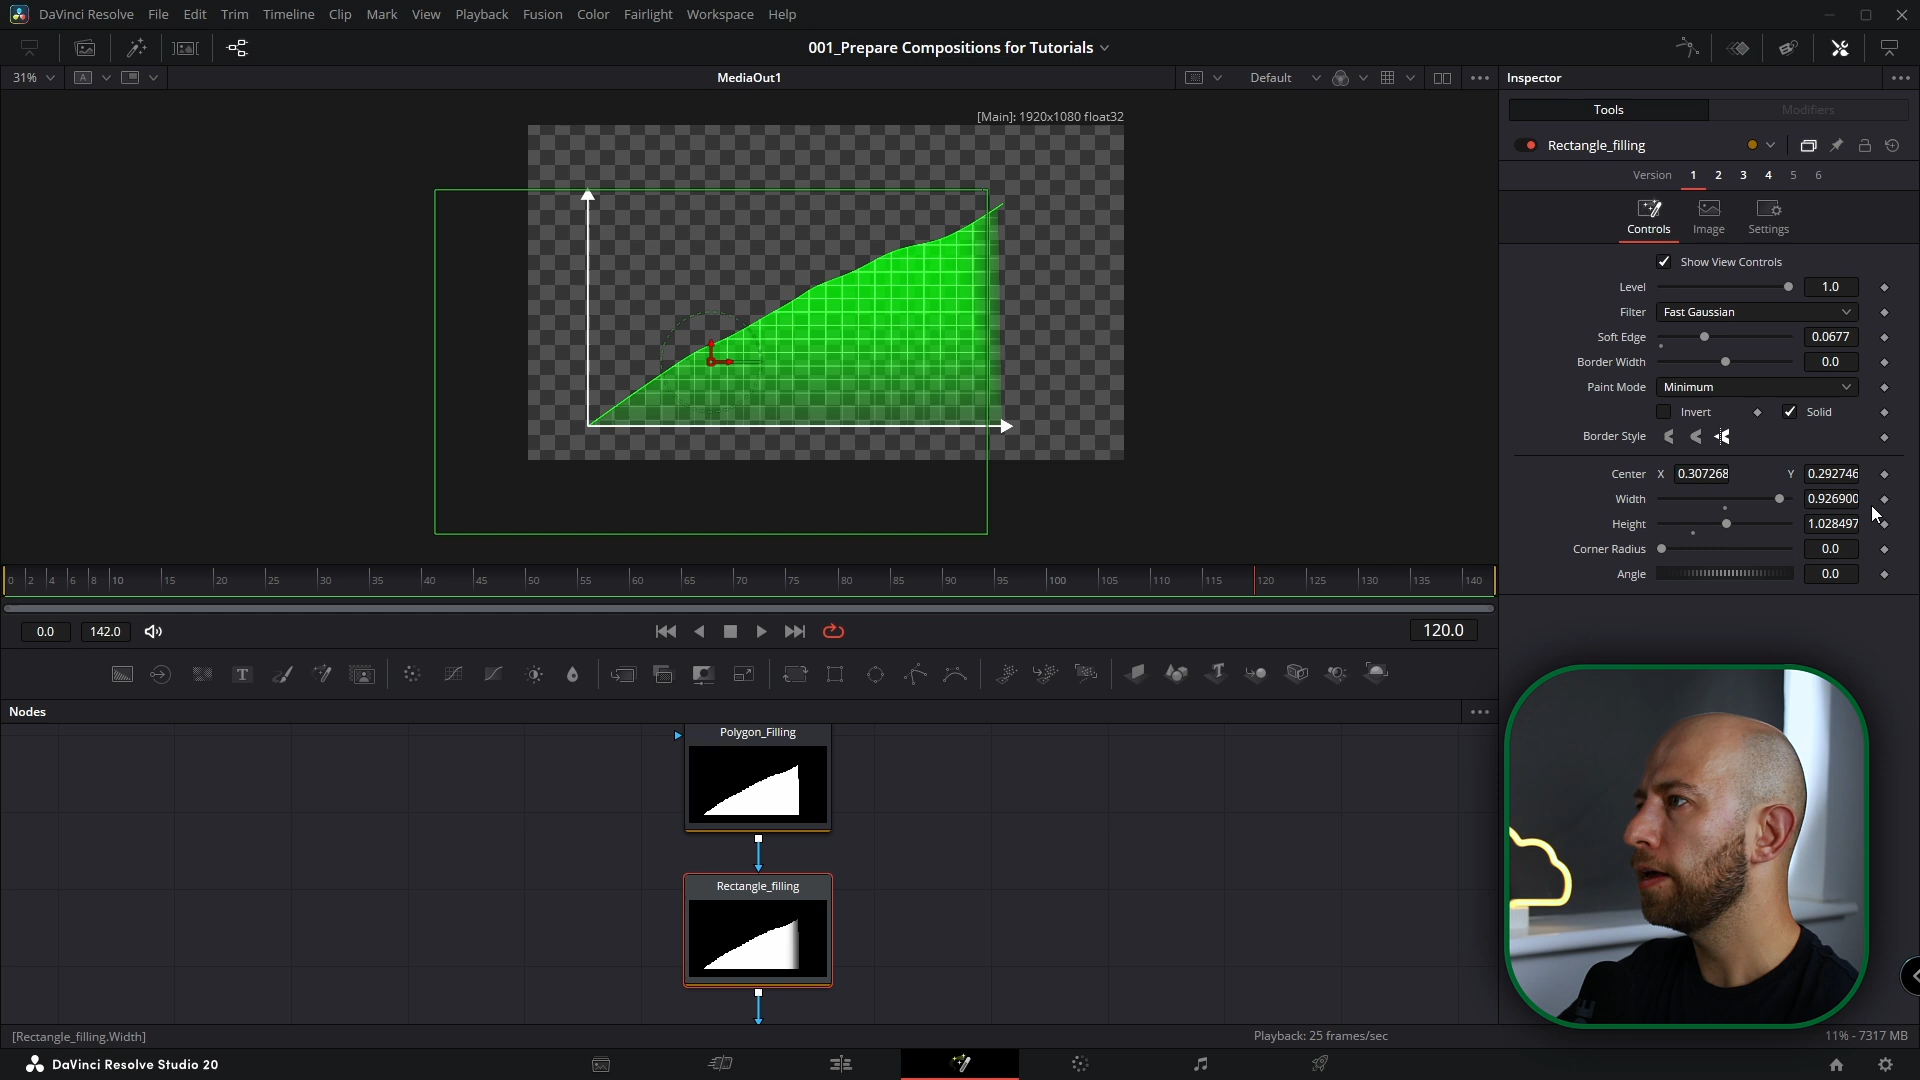 DaVinci Resolve File Edit Trim Timeline Clip Mark View Playback Fusion Color Fairlight Workspace Help
001_Prepare Compositions for Tutorials
31% A MediaOut1 Default Inspector
[Main]: 1920x1080 float32
Tools Modifiers
Rectangle_filling
Version 1 2 3 4 5 6
Controls Image Settings
Show View Controls
Level 1.0
Filter Fast Gaussian
Soft Edge 0.0677
Border Width 0.0
Paint Mode Minimum
Invert Solid
Border Style
Center X 0.307268 Y 0.292746
Width 0.926900
Height 1.028497
Corner Radius 0.0
Angle 0.0
0 2 4 6 8 10 15 20 25 30 35 40 45 50 55 60 65 70 75 80 85 90 95 100 105 110 115 120 125 130 135 140
0.0 142.0 120.0
T T
Nodes
Polygon_Filling
Rectangle_filling
[Rectangle_filling.Width] Playback: 25 frames/sec 11% - 7317 MB
DaVinci Resolve Studio 20